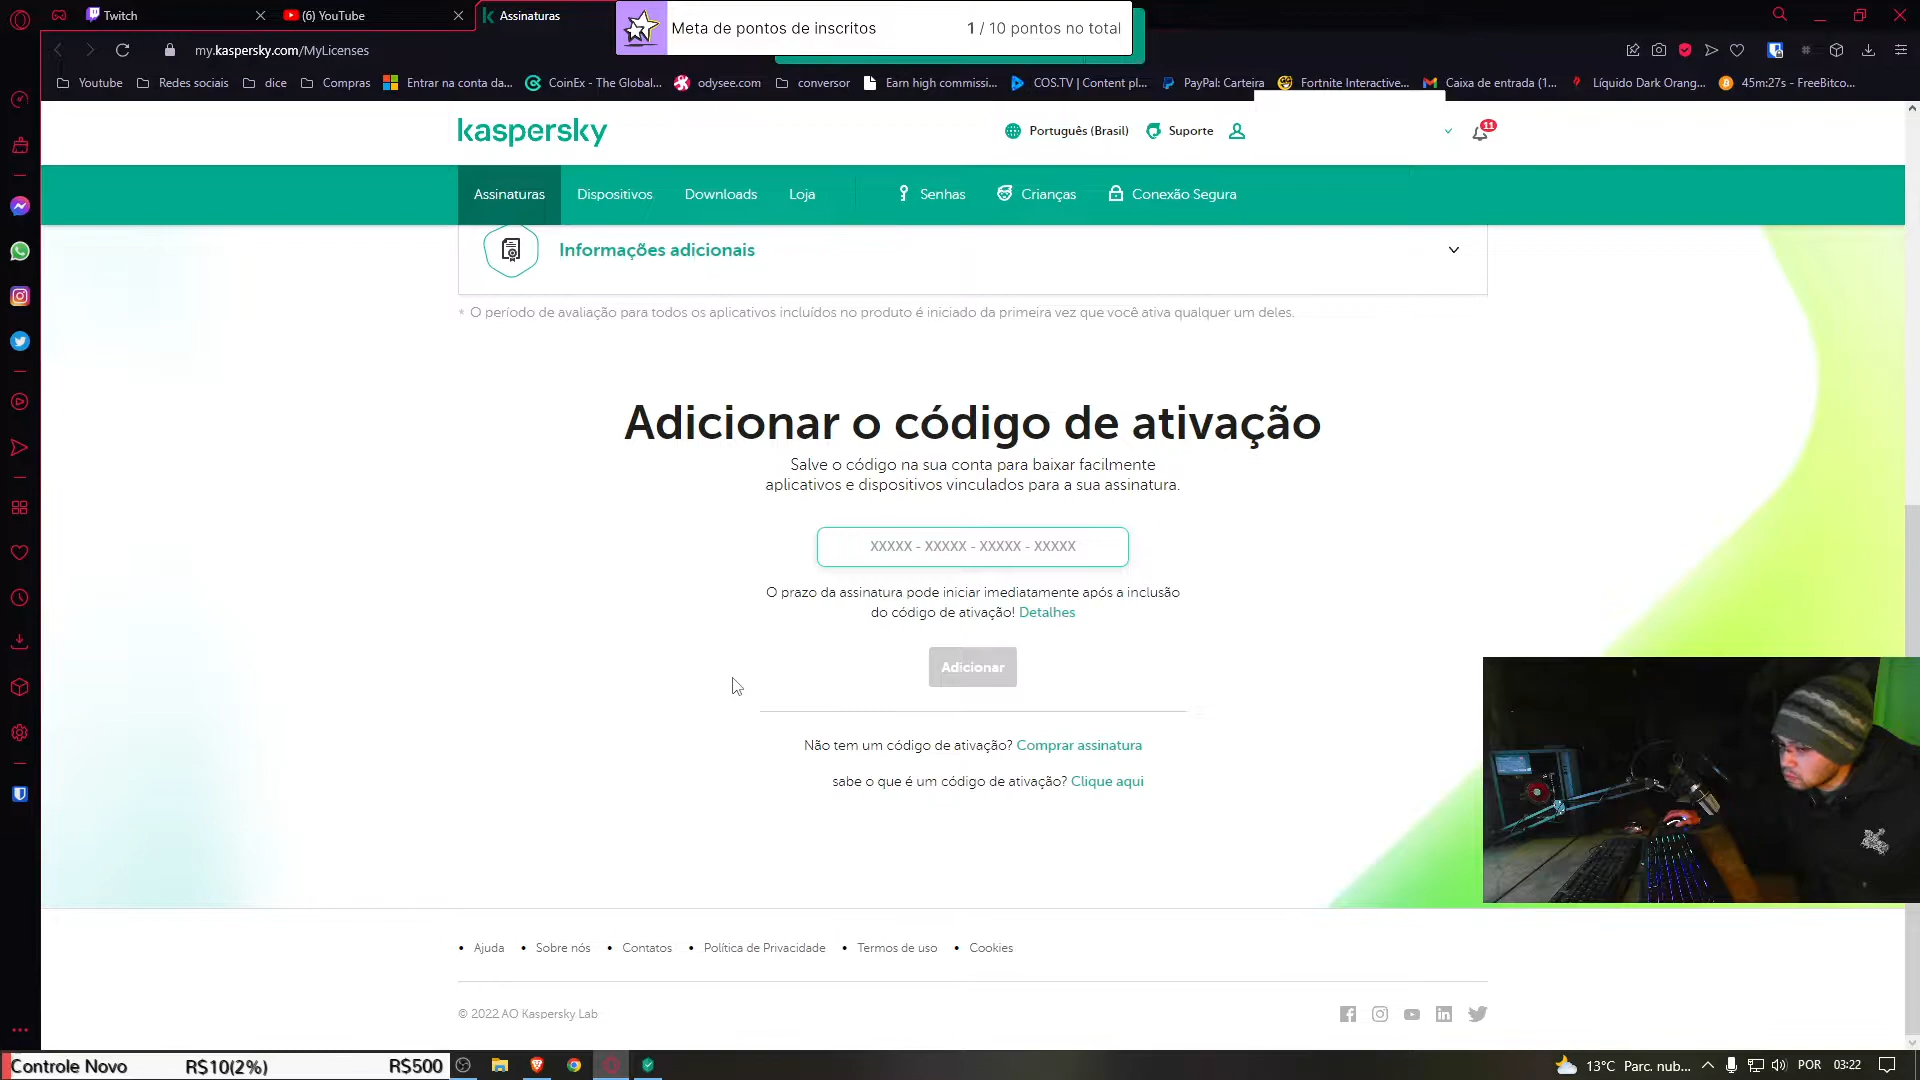 Twitch
(6) YouTube
Assinaturas
Meta de pontos de inscritos 1 / 10 pontos no total
my.kaspersky.com/MyLicenses
Youtube
Redes sociais
dice
Compras
Entrar na conta da...
CoinEx - The Global...
odysee.com
conversor
Earn high commissi...
COS.TV | Content pl...
PayPal: Carteira
Fortnite Interactive...
Caixa de entrada (1...
Líquido Dark Orang...
45m:27s - FreeBitco...
kaspersky
Português (Brasil)
Suporte
11
Assinaturas
Dispositivos
Downloads
Loja
Senhas
Crianças
Conexão Segura
Informações adicionais
* O período de avaliação para todos os aplicativos incluídos no produto é iniciado da primeira vez que você ativa qualquer um deles.
Adicionar o código de ativação
Salve o código na sua conta para baixar facilmente
aplicativos e dispositivos vinculados para a sua assinatura.
XXXXX - XXXXX - XXXXX - XXXXX
O prazo da assinatura pode iniciar imediatamente após a inclusão
do código de ativação! Detalhes
Adicionar
Não tem um código de ativação? Comprar assinatura
sabe o que é um código de ativação? Clique aqui
• Ajuda • Sobre nós • Contatos • Política de Privacidade • Termos de uso • Cookies
© 2022 AO Kaspersky Lab
Controle Novo R$10(2%) R$500
13°C Parc. nub...
POR
03:22